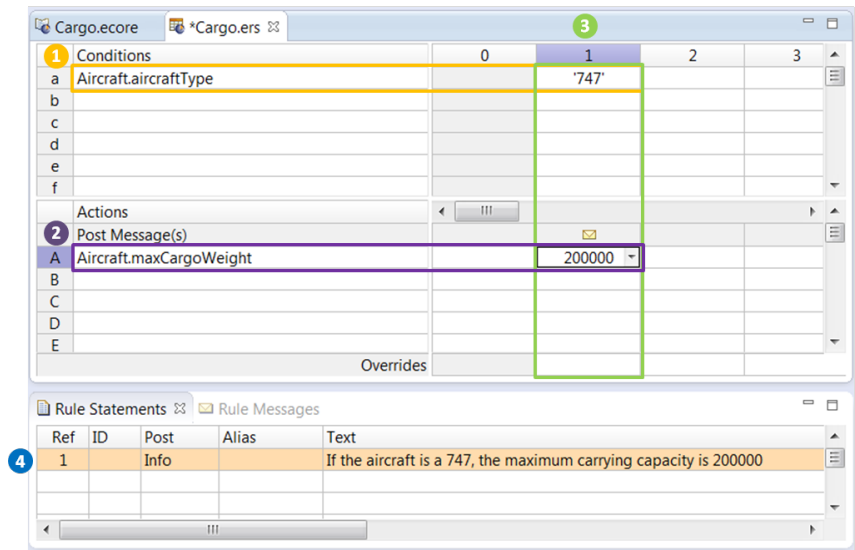 Cargo.ecore *Cargo.ers
3
1 Conditions 0 1 2 3
a Aircraft.aircraftType '747'
b
c
d
e
f
Actions
2 Post Message(s)
A Aircraft.maxCargoWeight 200000
B
C
D
E
Overrides
Rule Statements Rule Messages
Ref ID Post Alias Text
4 1 Info If the aircraft is a 747, the maximum carrying capacity is 200000